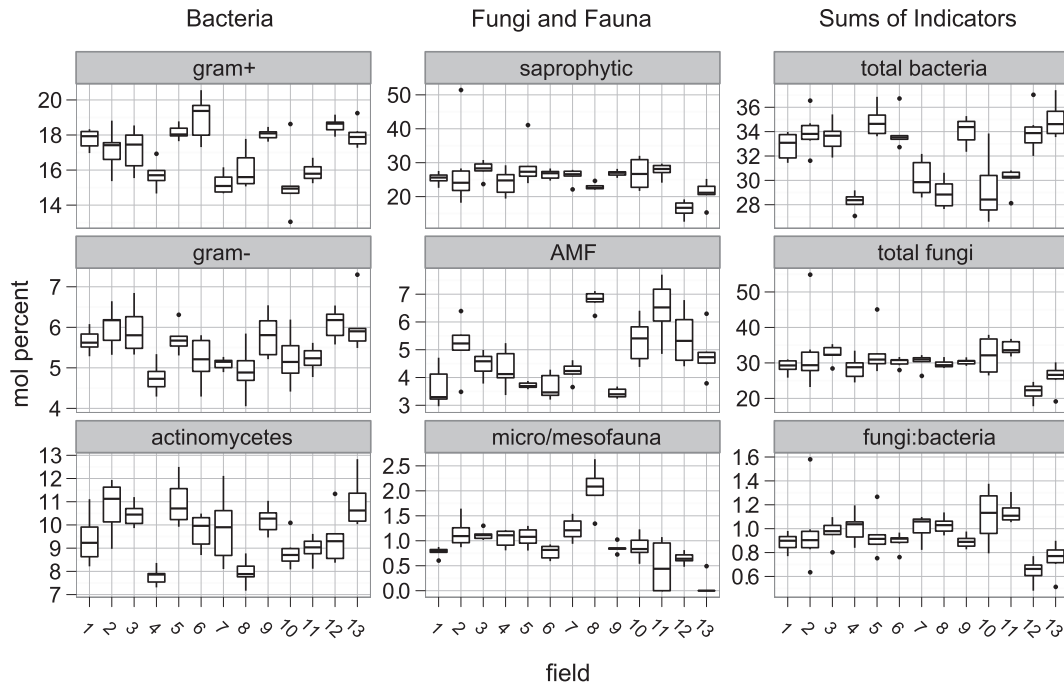 Bacteria Fungi and Fauna Sums of Indicators
gram+ saprophytic total bacteria
20 18 16 14
50 40 30 20
36 34 32 30 28
gram- AMF total fungi
7 6 5 4
7 6 5 4 3
50 40 30 20
actinomycetes micro/mesofauna fungi:bacteria
13 12 11 10 9 8 7
2.5 2.0 1.5 1.0 0.5 0.0
1.6 1.4 1.2 1.0 0.8 0.6
mol percent
1 2 3 4 5 6 7 8 9 10 11 12 13
1 2 3 4 5 6 7 8 9 10 11 12 13
1 2 3 4 5 6 7 8 9 10 11 12 13
field